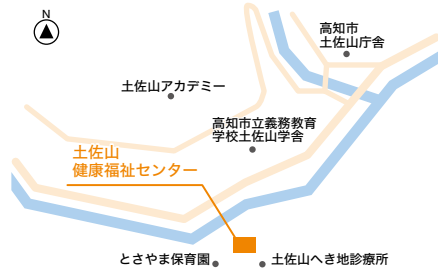 N
高知市
土佐山庁舎
土佐山アカデミー
高知市立義務教育
学校土佐山学舎
土佐山
健康福祉センター
とさやま保育園
土佐山へき地診療所